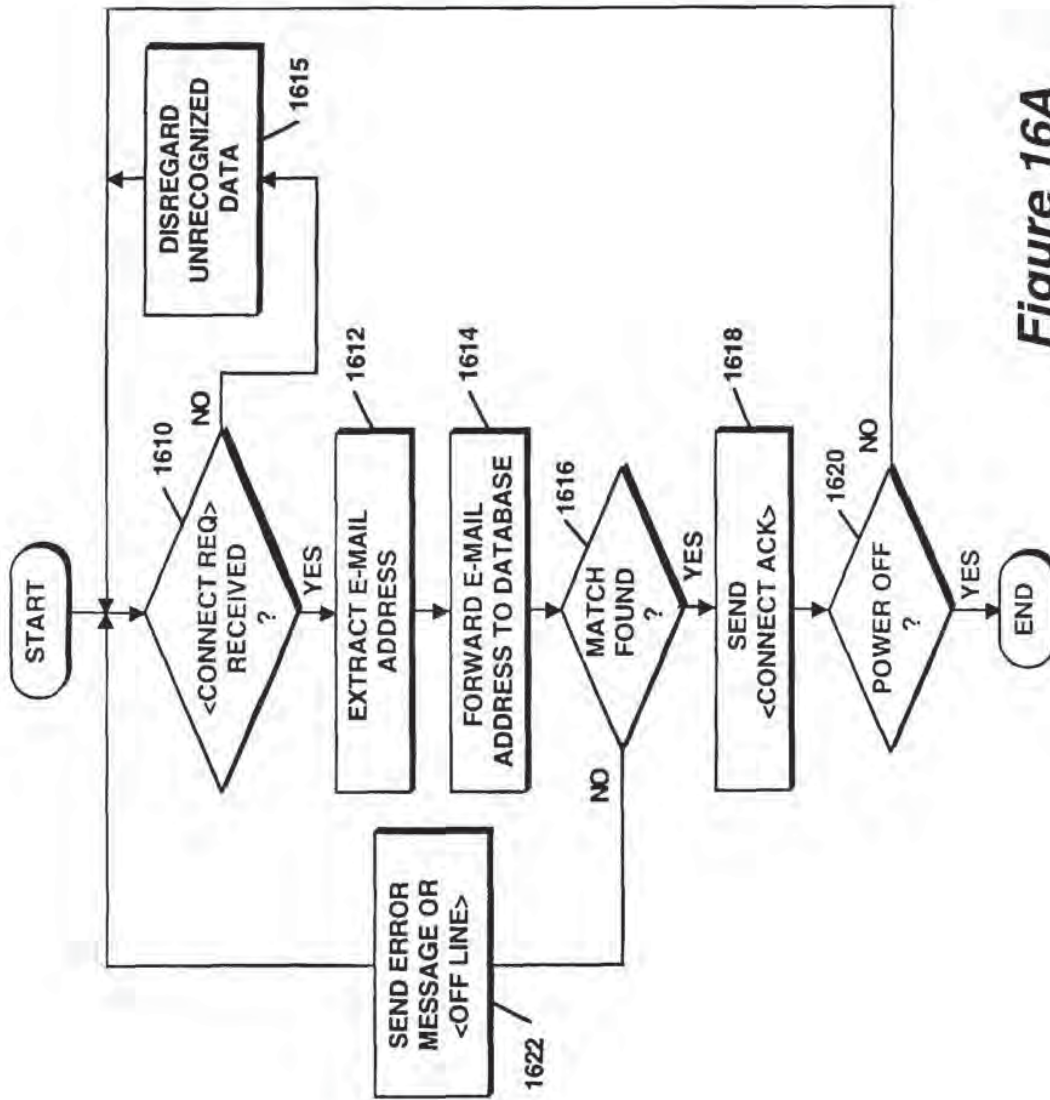 START
1610
<CONNECT REQ>
RECEIVED
?
NO
YES
DISREGARD
UNRECOGNIZED
DATA
1615
EXTRACT E-MAIL
ADDRESS
1612
FORWARD E-MAIL
ADDRESS TO DATABASE
1614
MATCH
FOUND
?
1616
NO
YES
SEND ERROR
MESSAGE OR
<OFF LINE>
1622
SEND
<CONNECT ACK>
1618
POWER OFF
?
1620
NO
YES
END
Figure 16A